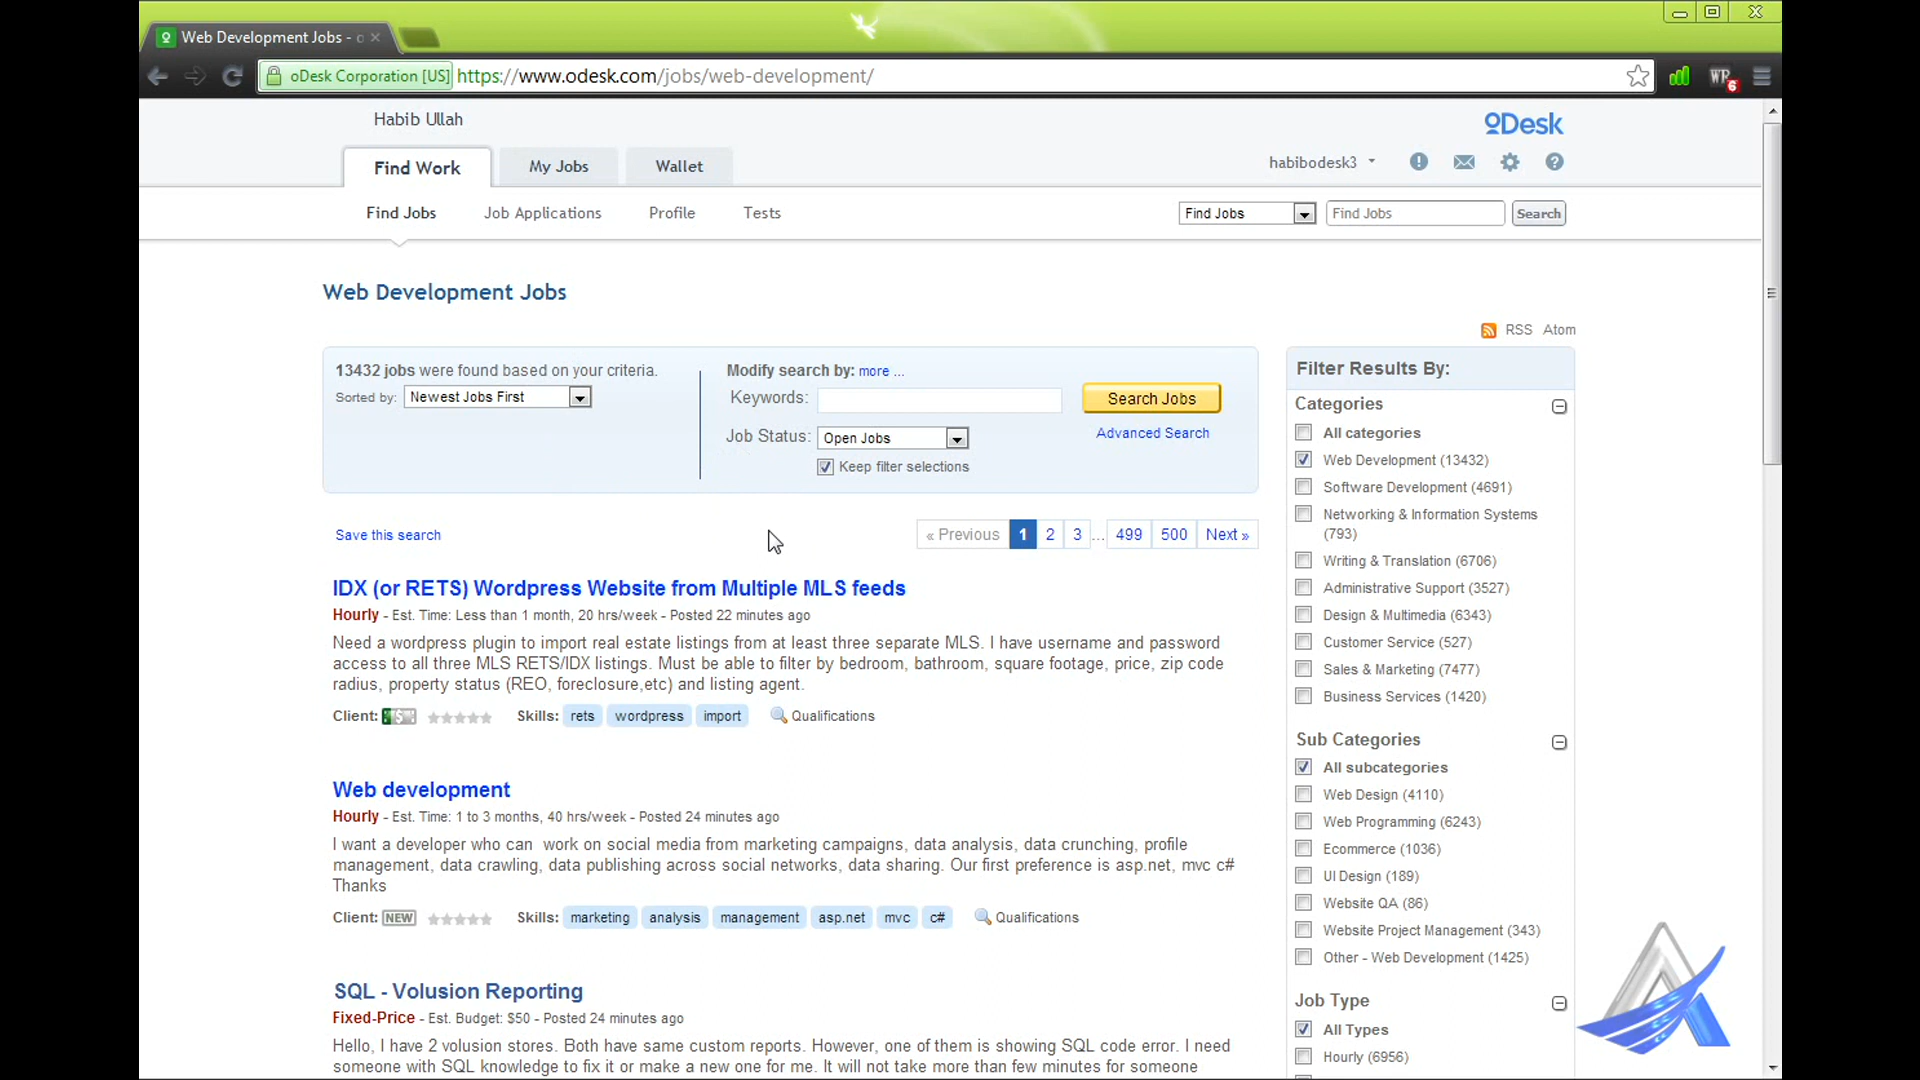 Web Development Jobs - o
oDesk Corporation [US] https://www.odesk.com/jobs/web-development/
WR 6
Habib Ullah
oDesk
Find Work My Jobs Wallet
habibodesk3
Find Jobs Job Applications Profile Tests
Find Jobs Find Jobs Search
Web Development Jobs
RSS Atom
13432 jobs were found based on your criteria.
Sorted by: Newest Jobs First
Modify search by: more ...
Keywords: Search Jobs
Job Status: Open Jobs Advanced Search
Keep filter selections
Save this search
« Previous 1 2 3 ... 499 500 Next »
IDX (or RETS) Wordpress Website from Multiple MLS feeds
Hourly - Est. Time: Less than 1 month, 20 hrs/week - Posted 22 minutes ago
Need a wordpress plugin to import real estate listings from at least three separate MLS. I have username and password
access to all three MLS RETS/IDX listings. Must be able to filter by bedroom, bathroom, square footage, price, zip code
radius, property status (REO, foreclosure,etc) and listing agent.
Client: $ Skills: rets wordpress import Qualifications
Web development
Hourly - Est. Time: 1 to 3 months, 40 hrs/week - Posted 24 minutes ago
I want a developer who can  work on social media from marketing campaigns, data analysis, data crunching, profile
management, data crawling, data publishing across social networks, data sharing. Our first preference is asp.net, mvc c#
Thanks
Client: NEW Skills: marketing analysis management asp.net mvc c# Qualifications
SQL - Volusion Reporting
Fixed-Price - Est. Budget: $50 - Posted 24 minutes ago
Hello, I have 2 volusion stores. Both have same custom reports. However, one of them is showing SQL code error. I need
someone with SQL knowledge to fix it or make a new one for me. It will not take more than few minutes for someone
Filter Results By:
Categories
All categories
Web Development (13432)
Software Development (4691)
Networking & Information Systems
(793)
Writing & Translation (6706)
Administrative Support (3527)
Design & Multimedia (6343)
Customer Service (527)
Sales & Marketing (7477)
Business Services (1420)
Sub Categories
All subcategories
Web Design (4110)
Web Programming (6243)
Ecommerce (1036)
UI Design (189)
Website QA (86)
Website Project Management (343)
Other - Web Development (1425)
Job Type
All Types
Hourly (6956)